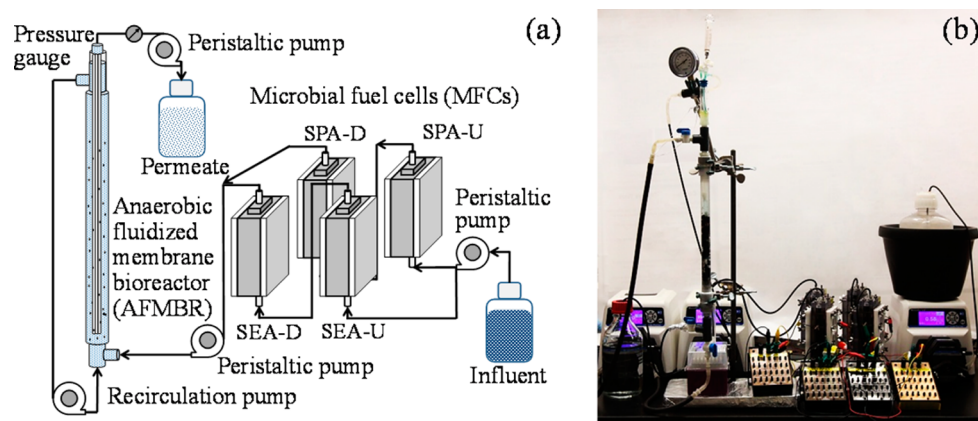 (a)
(b)
Pressure
gauge
Peristaltic pump
Microbial fuel cells (MFCs)
SPA-D
SPA-U
Permeate
Anaerobic
fluidized
membrane
bioreactor
(AFMBR)
Peristaltic
pump
SEA-D
SEA-U
Peristaltic pump
Influent
Recirculation pump